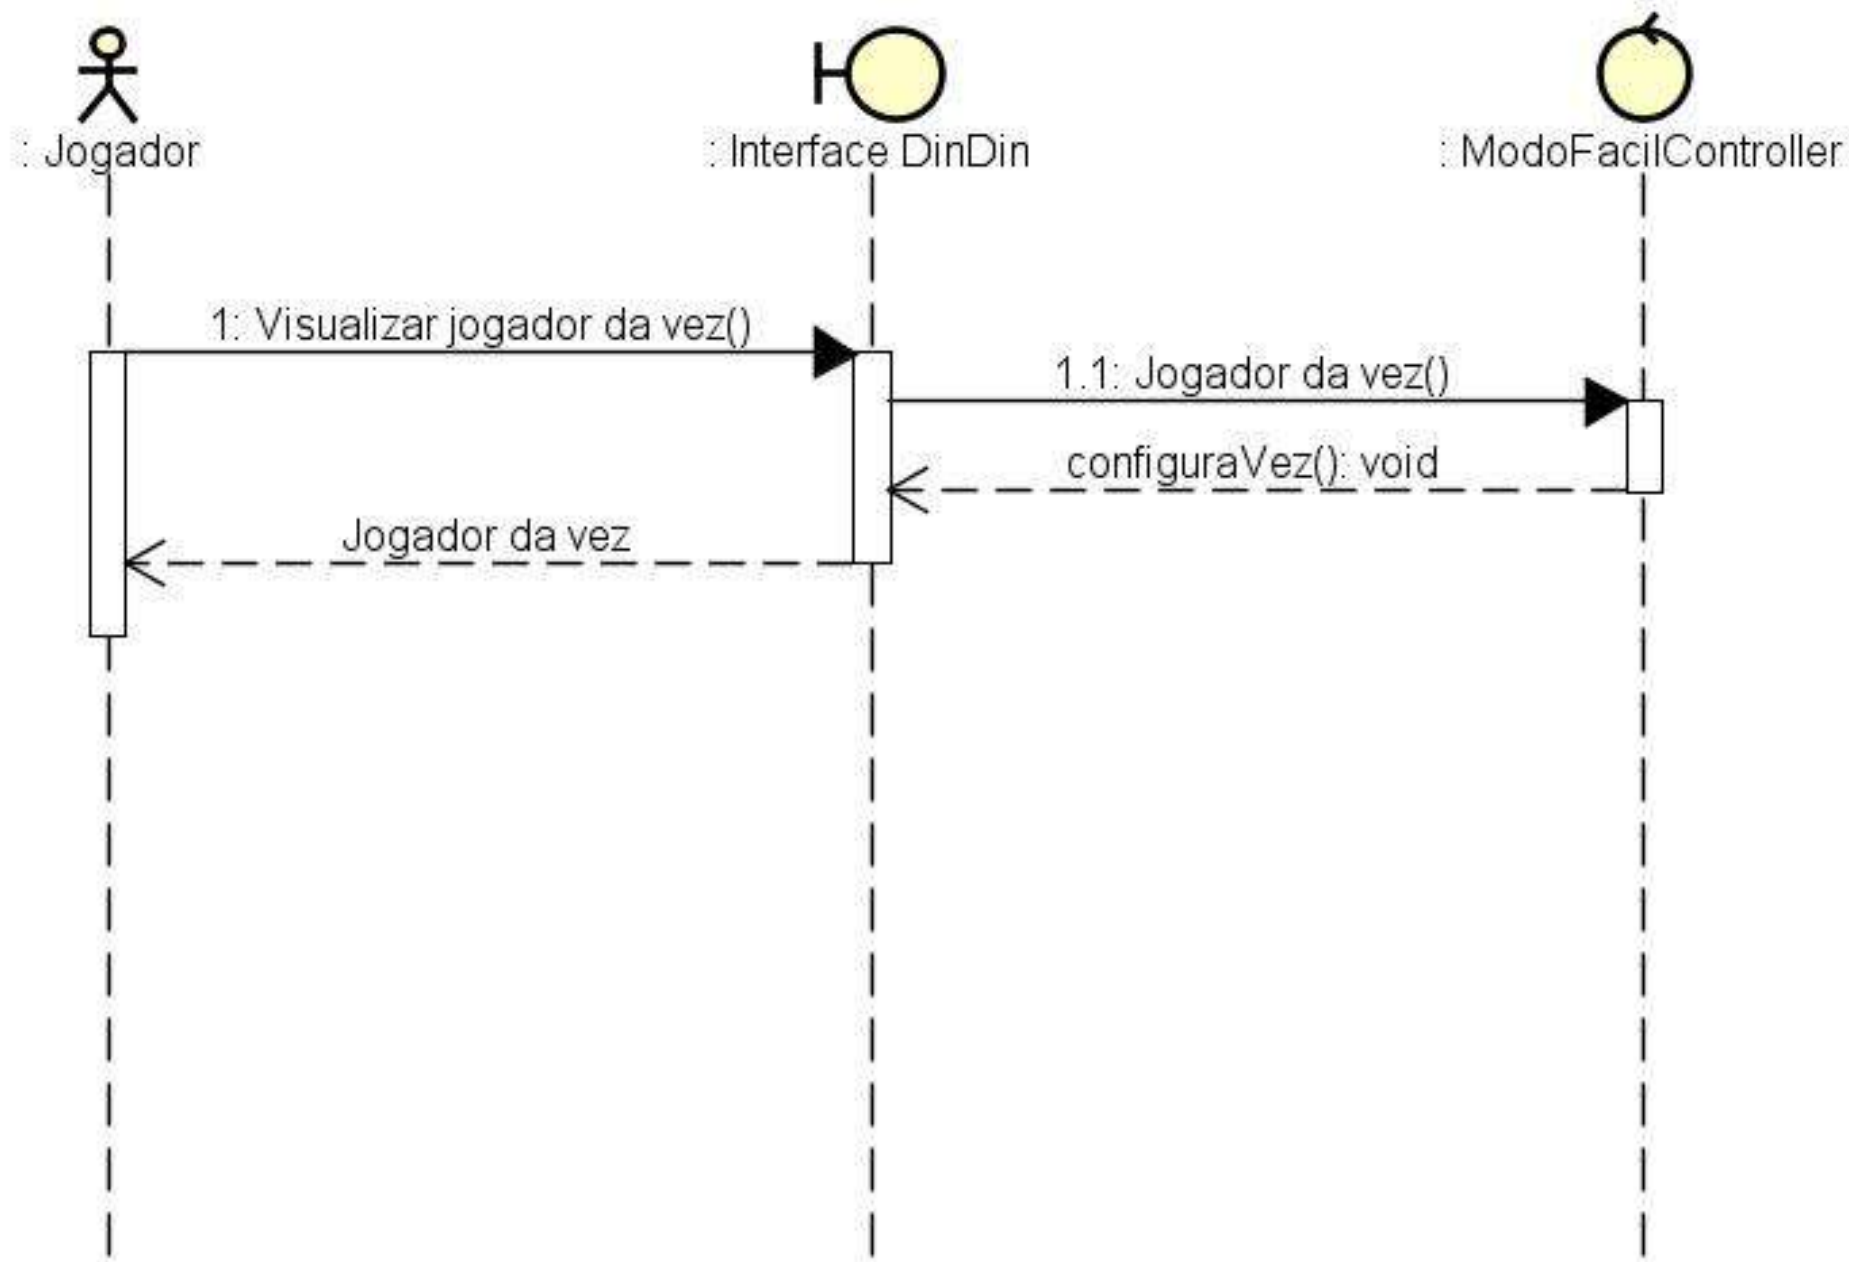 : Jogador
: Interface DinDin
: ModoFacilController
1: Visualizar jogador da vez()
1.1: Jogador da vez()
configuraVez(): void
Jogador da vez